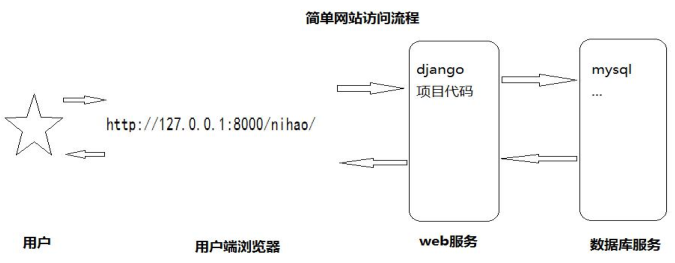 简单网站访问流程
django
项目代码
mysql
...
http://127.0.0.1:8000/nihao/
用户
用户端浏览器
web服务
数据库服务